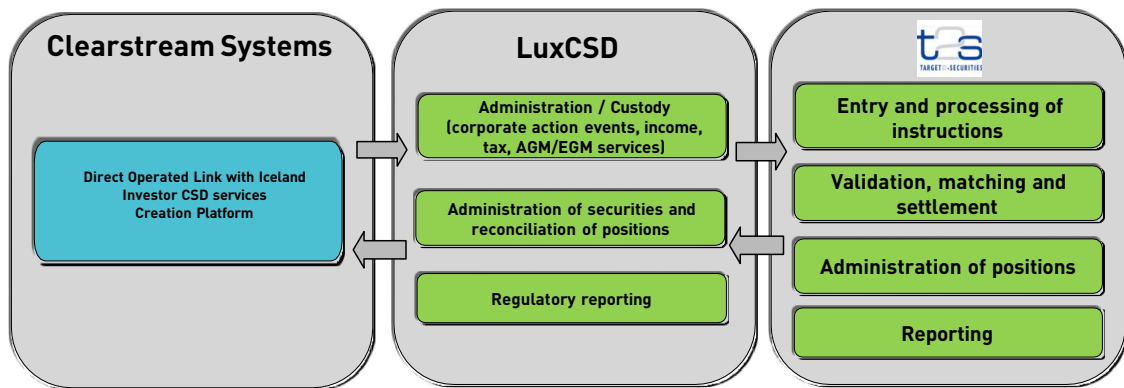 Clearstream Systems
Direct Operated Link with Iceland
Investor CSD services
Creation Platform
LuxCSD
Administration / Custody
(corporate action events, income,
tax, AGM/EGM services)
Administration of securities and
reconciliation of positions
Regulatory reporting
t2s
TARGET2-SECURITIES
Entry and processing of
instructions
Validation, matching and
settlement
Administration of positions
Reporting